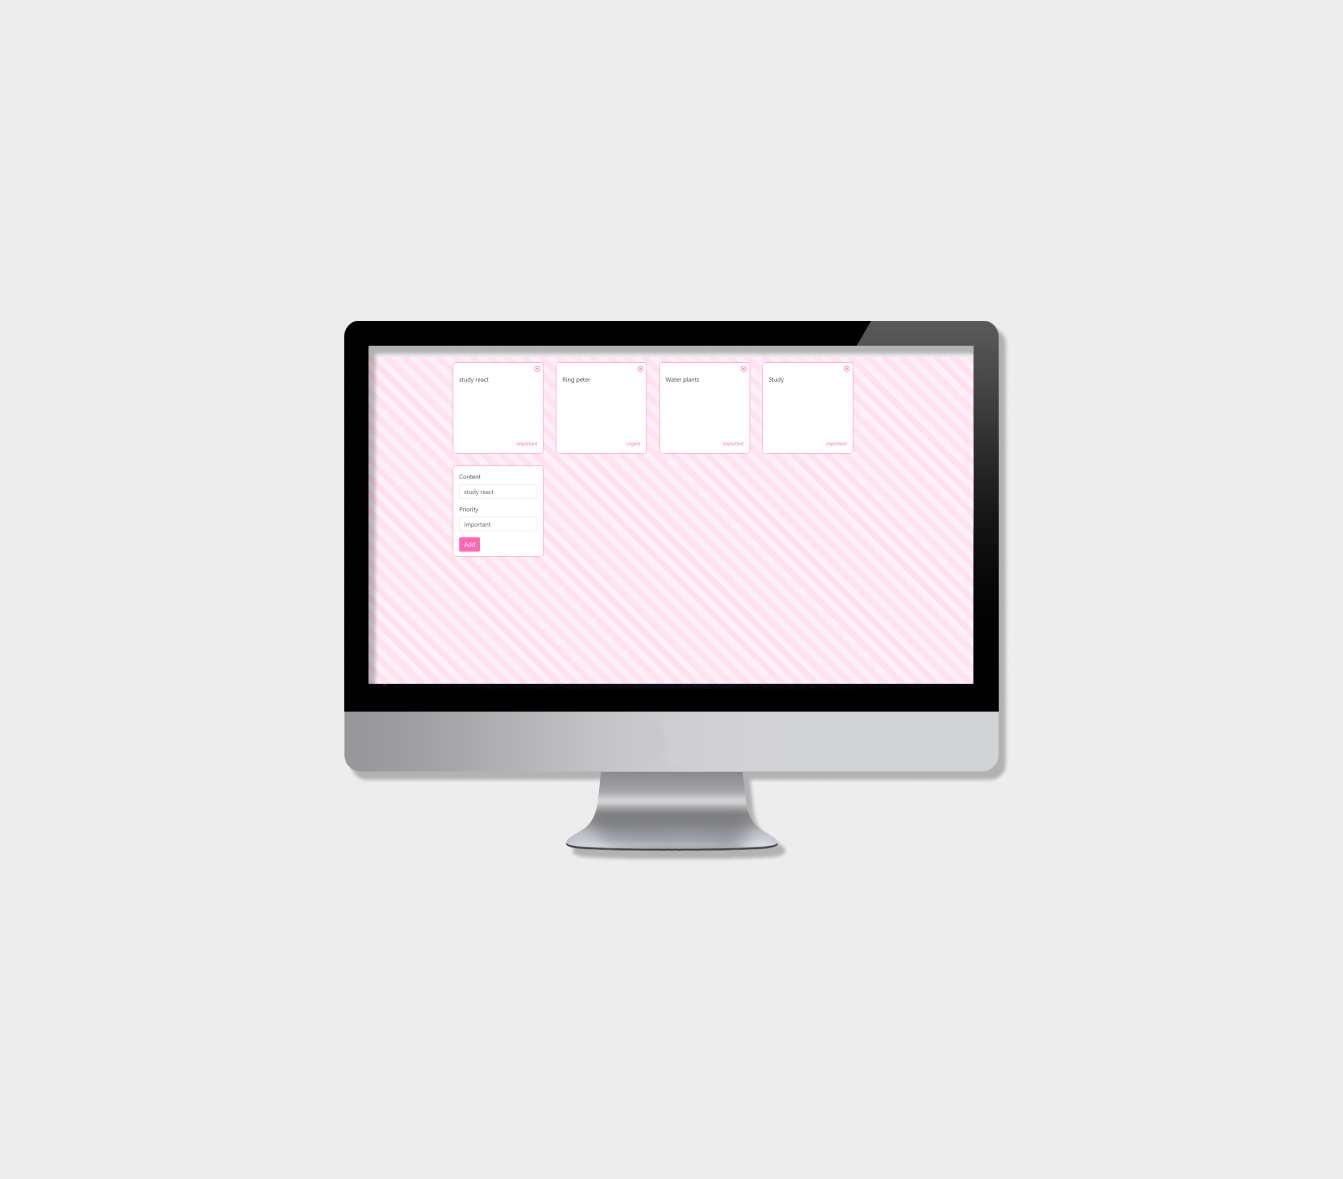 study react
important
Ring peter
Urgent
Water plants
important
Study
important
Content
study react
Priority
important
Add